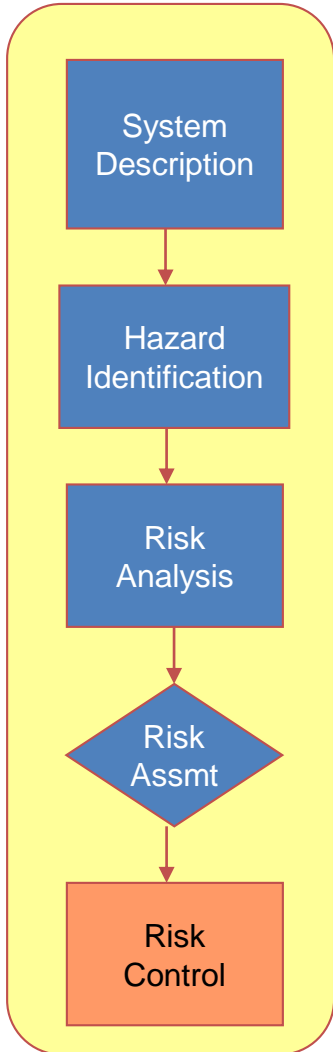 System
Description
Hazard
Identification
Risk
Analysis
Risk
Assmt
Risk
Control